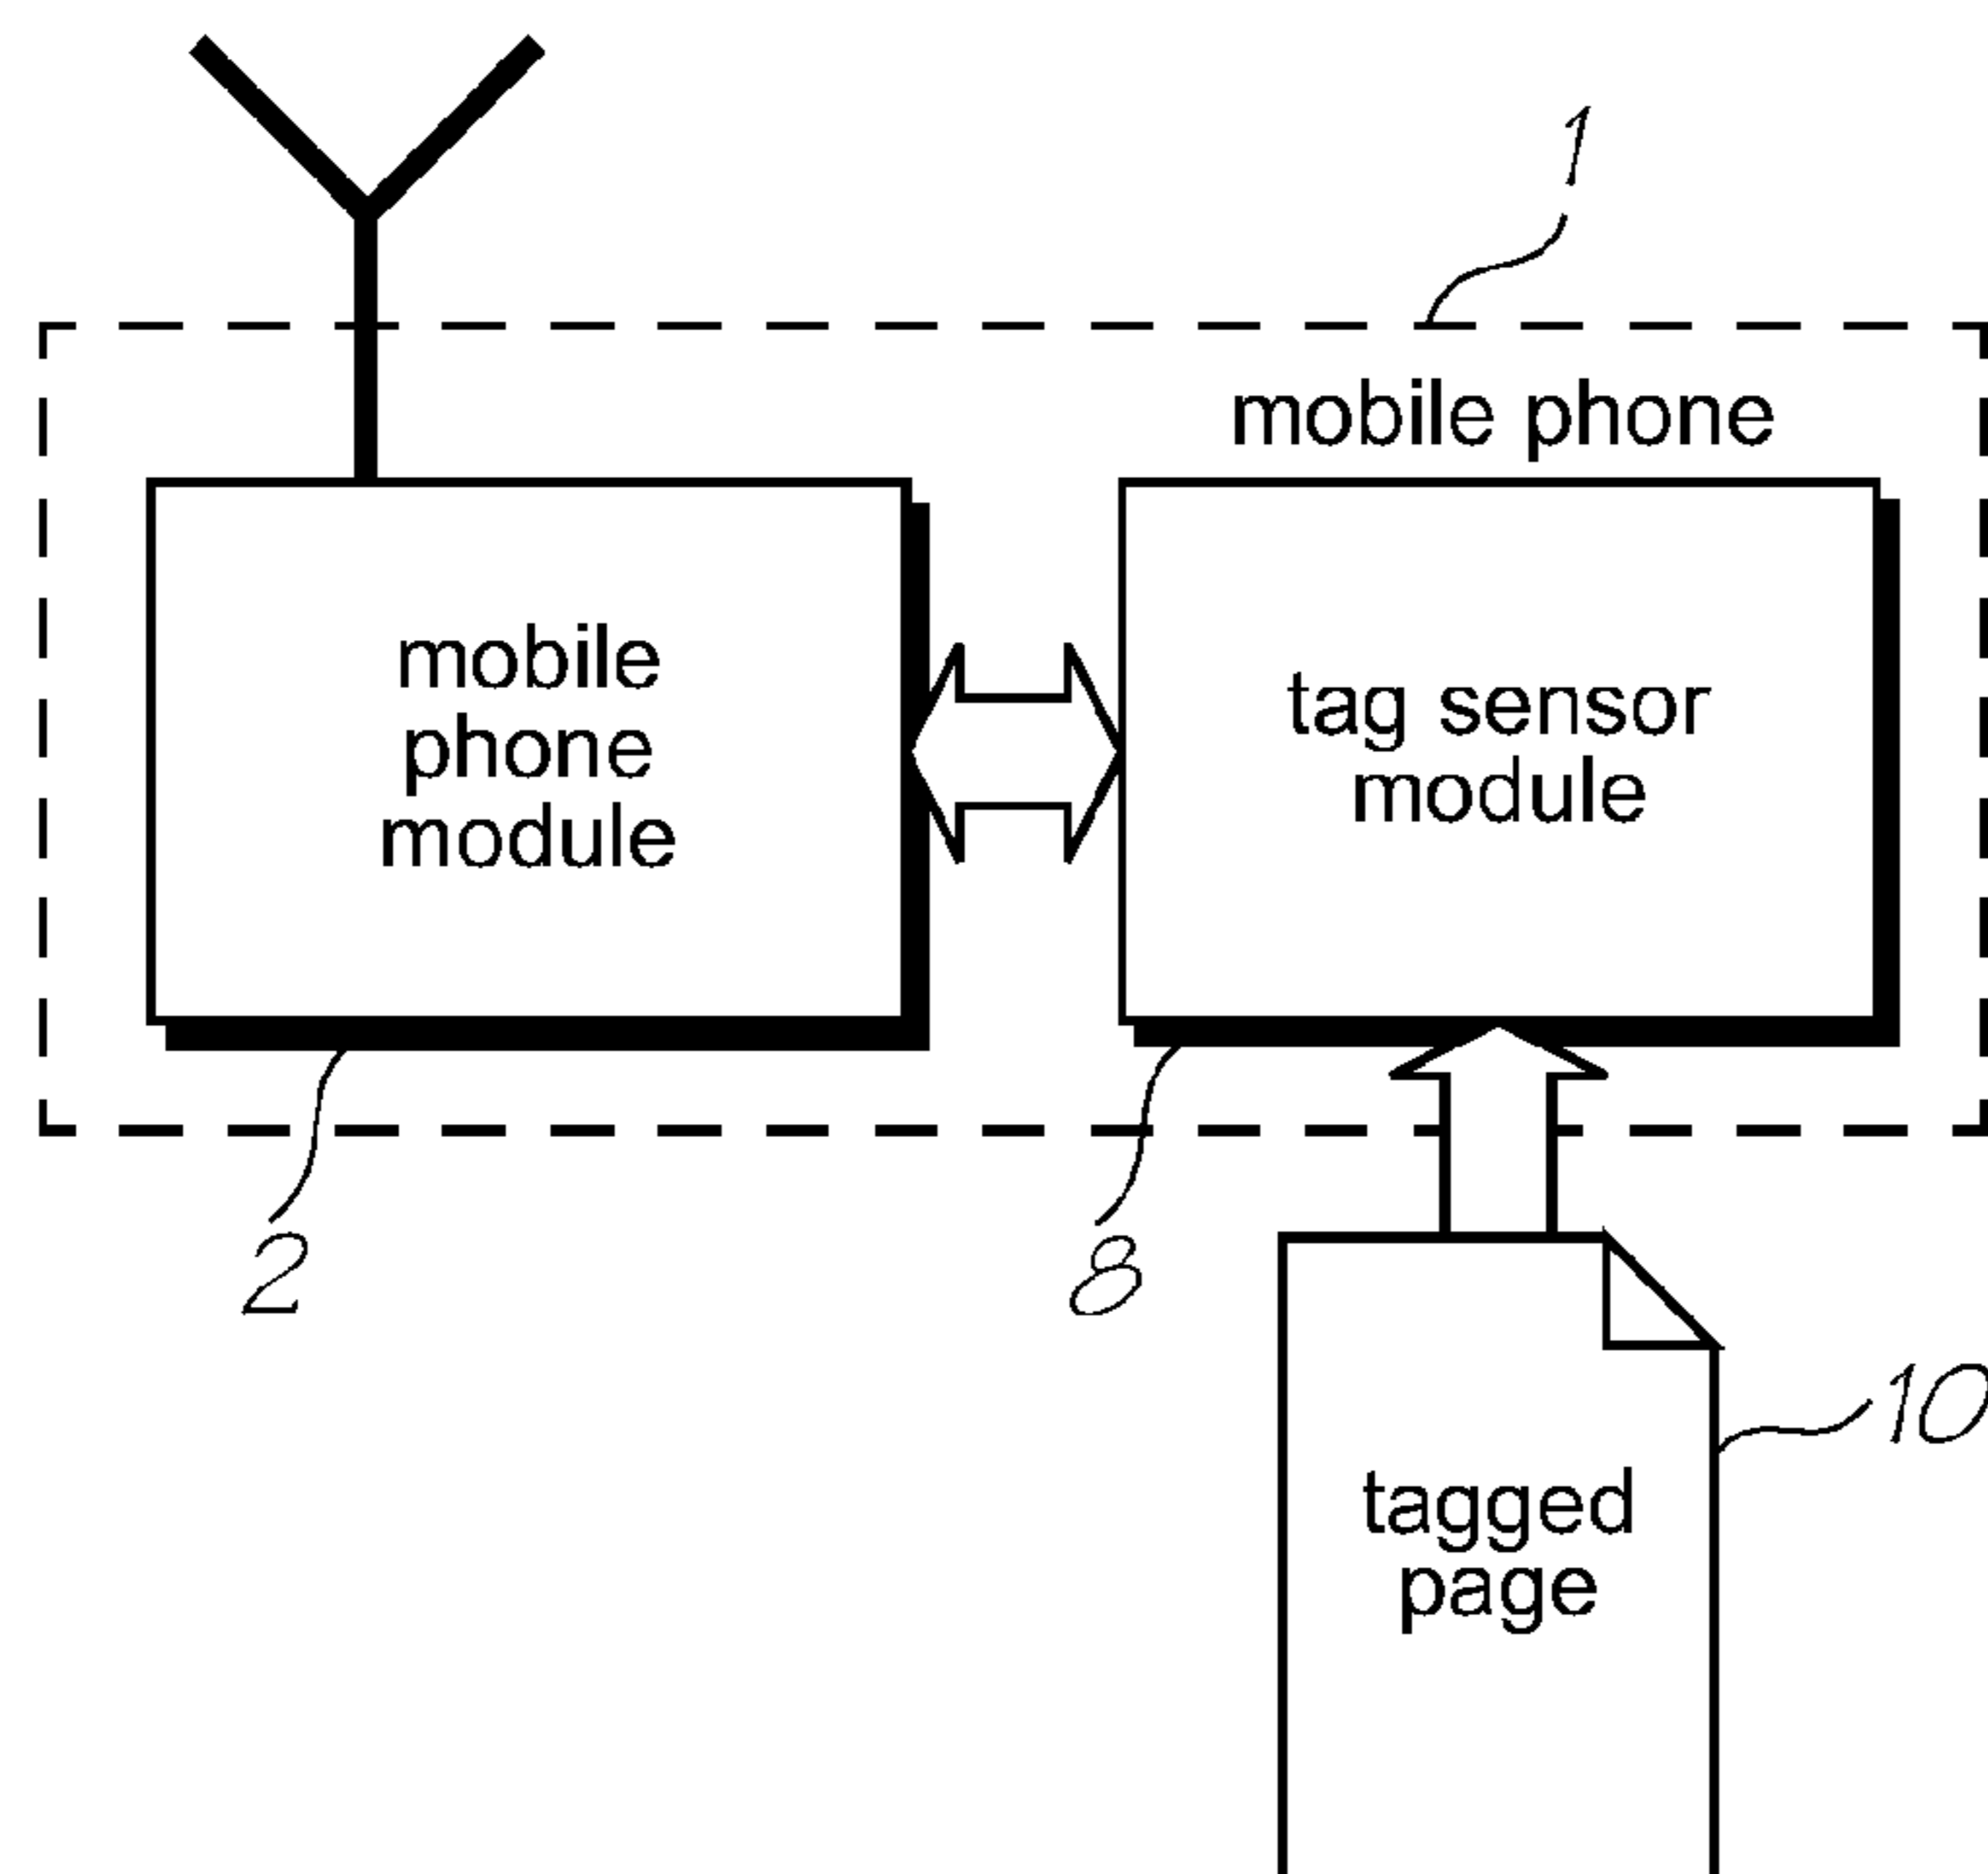 1
mobile phone
mobile
phone
module
tag sensor
module
2
8
10
tagged
page